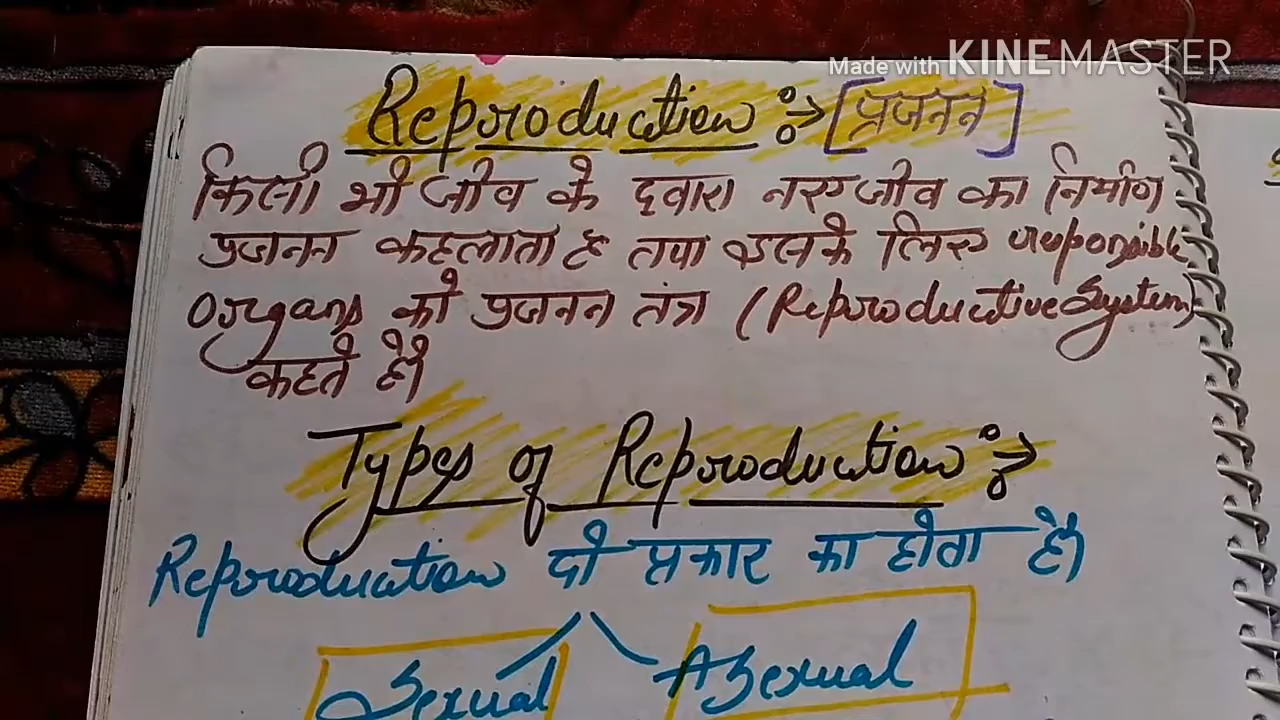 Made with KINEMASTER
Reproduction :→ [प्रजनन]
किसी भी जीव के द्वारा नए जीव का निर्माण
प्रजनन कहलाता है तथा इसके लिए responsible
Organs को प्रजनन तंत्र (Reproductive System)
कहते है।
Types of Reproduction :→
Reproduction दो प्रकार का होता है।
Sexual Asexual